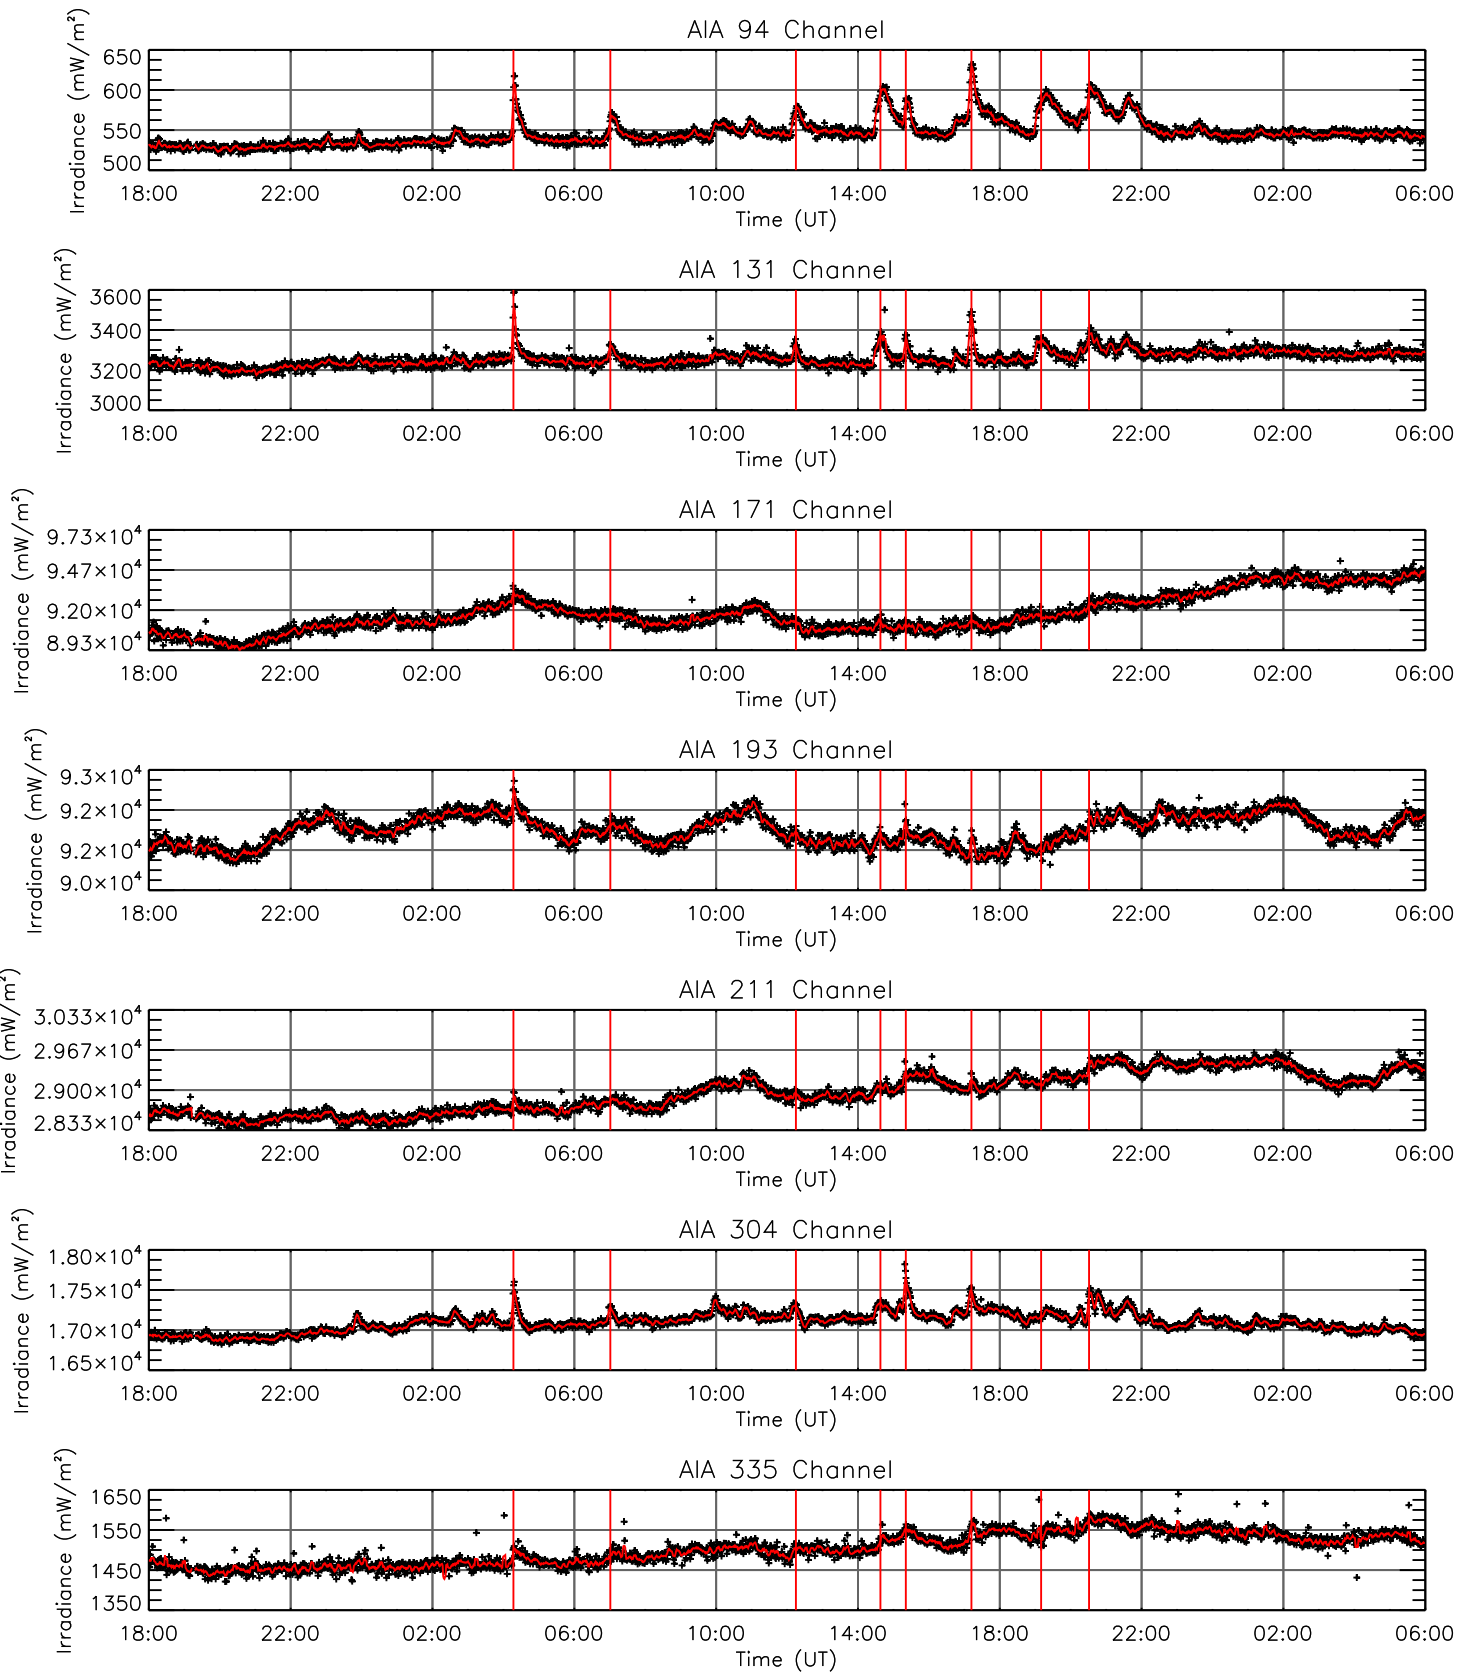 AIA 94 Channel
Irradiance (mW/m²)
650
600
550
500
18:00 22:00 02:00 06:00 10:00 14:00 18:00 22:00 02:00 06:00
Time (UT)
AIA 131 Channel
Irradiance (mW/m²)
3600
3400
3200
3000
18:00 22:00 02:00 06:00 10:00 14:00 18:00 22:00 02:00 06:00
Time (UT)
AIA 171 Channel
Irradiance (mW/m²)
9.73×10⁴
9.47×10⁴
9.20×10⁴
8.93×10⁴
18:00 22:00 02:00 06:00 10:00 14:00 18:00 22:00 02:00 06:00
Time (UT)
AIA 193 Channel
Irradiance (mW/m²)
9.3×10⁴
9.2×10⁴
9.2×10⁴
9.0×10⁴
18:00 22:00 02:00 06:00 10:00 14:00 18:00 22:00 02:00 06:00
Time (UT)
AIA 211 Channel
Irradiance (mW/m²)
3.033×10⁴
2.967×10⁴
2.900×10⁴
2.833×10⁴
18:00 22:00 02:00 06:00 10:00 14:00 18:00 22:00 02:00 06:00
Time (UT)
AIA 304 Channel
Irradiance (mW/m²)
1.80×10⁴
1.75×10⁴
1.70×10⁴
1.65×10⁴
18:00 22:00 02:00 06:00 10:00 14:00 18:00 22:00 02:00 06:00
Time (UT)
AIA 335 Channel
Irradiance (mW/m²)
1650
1550
1450
1350
18:00 22:00 02:00 06:00 10:00 14:00 18:00 22:00 02:00 06:00
Time (UT)